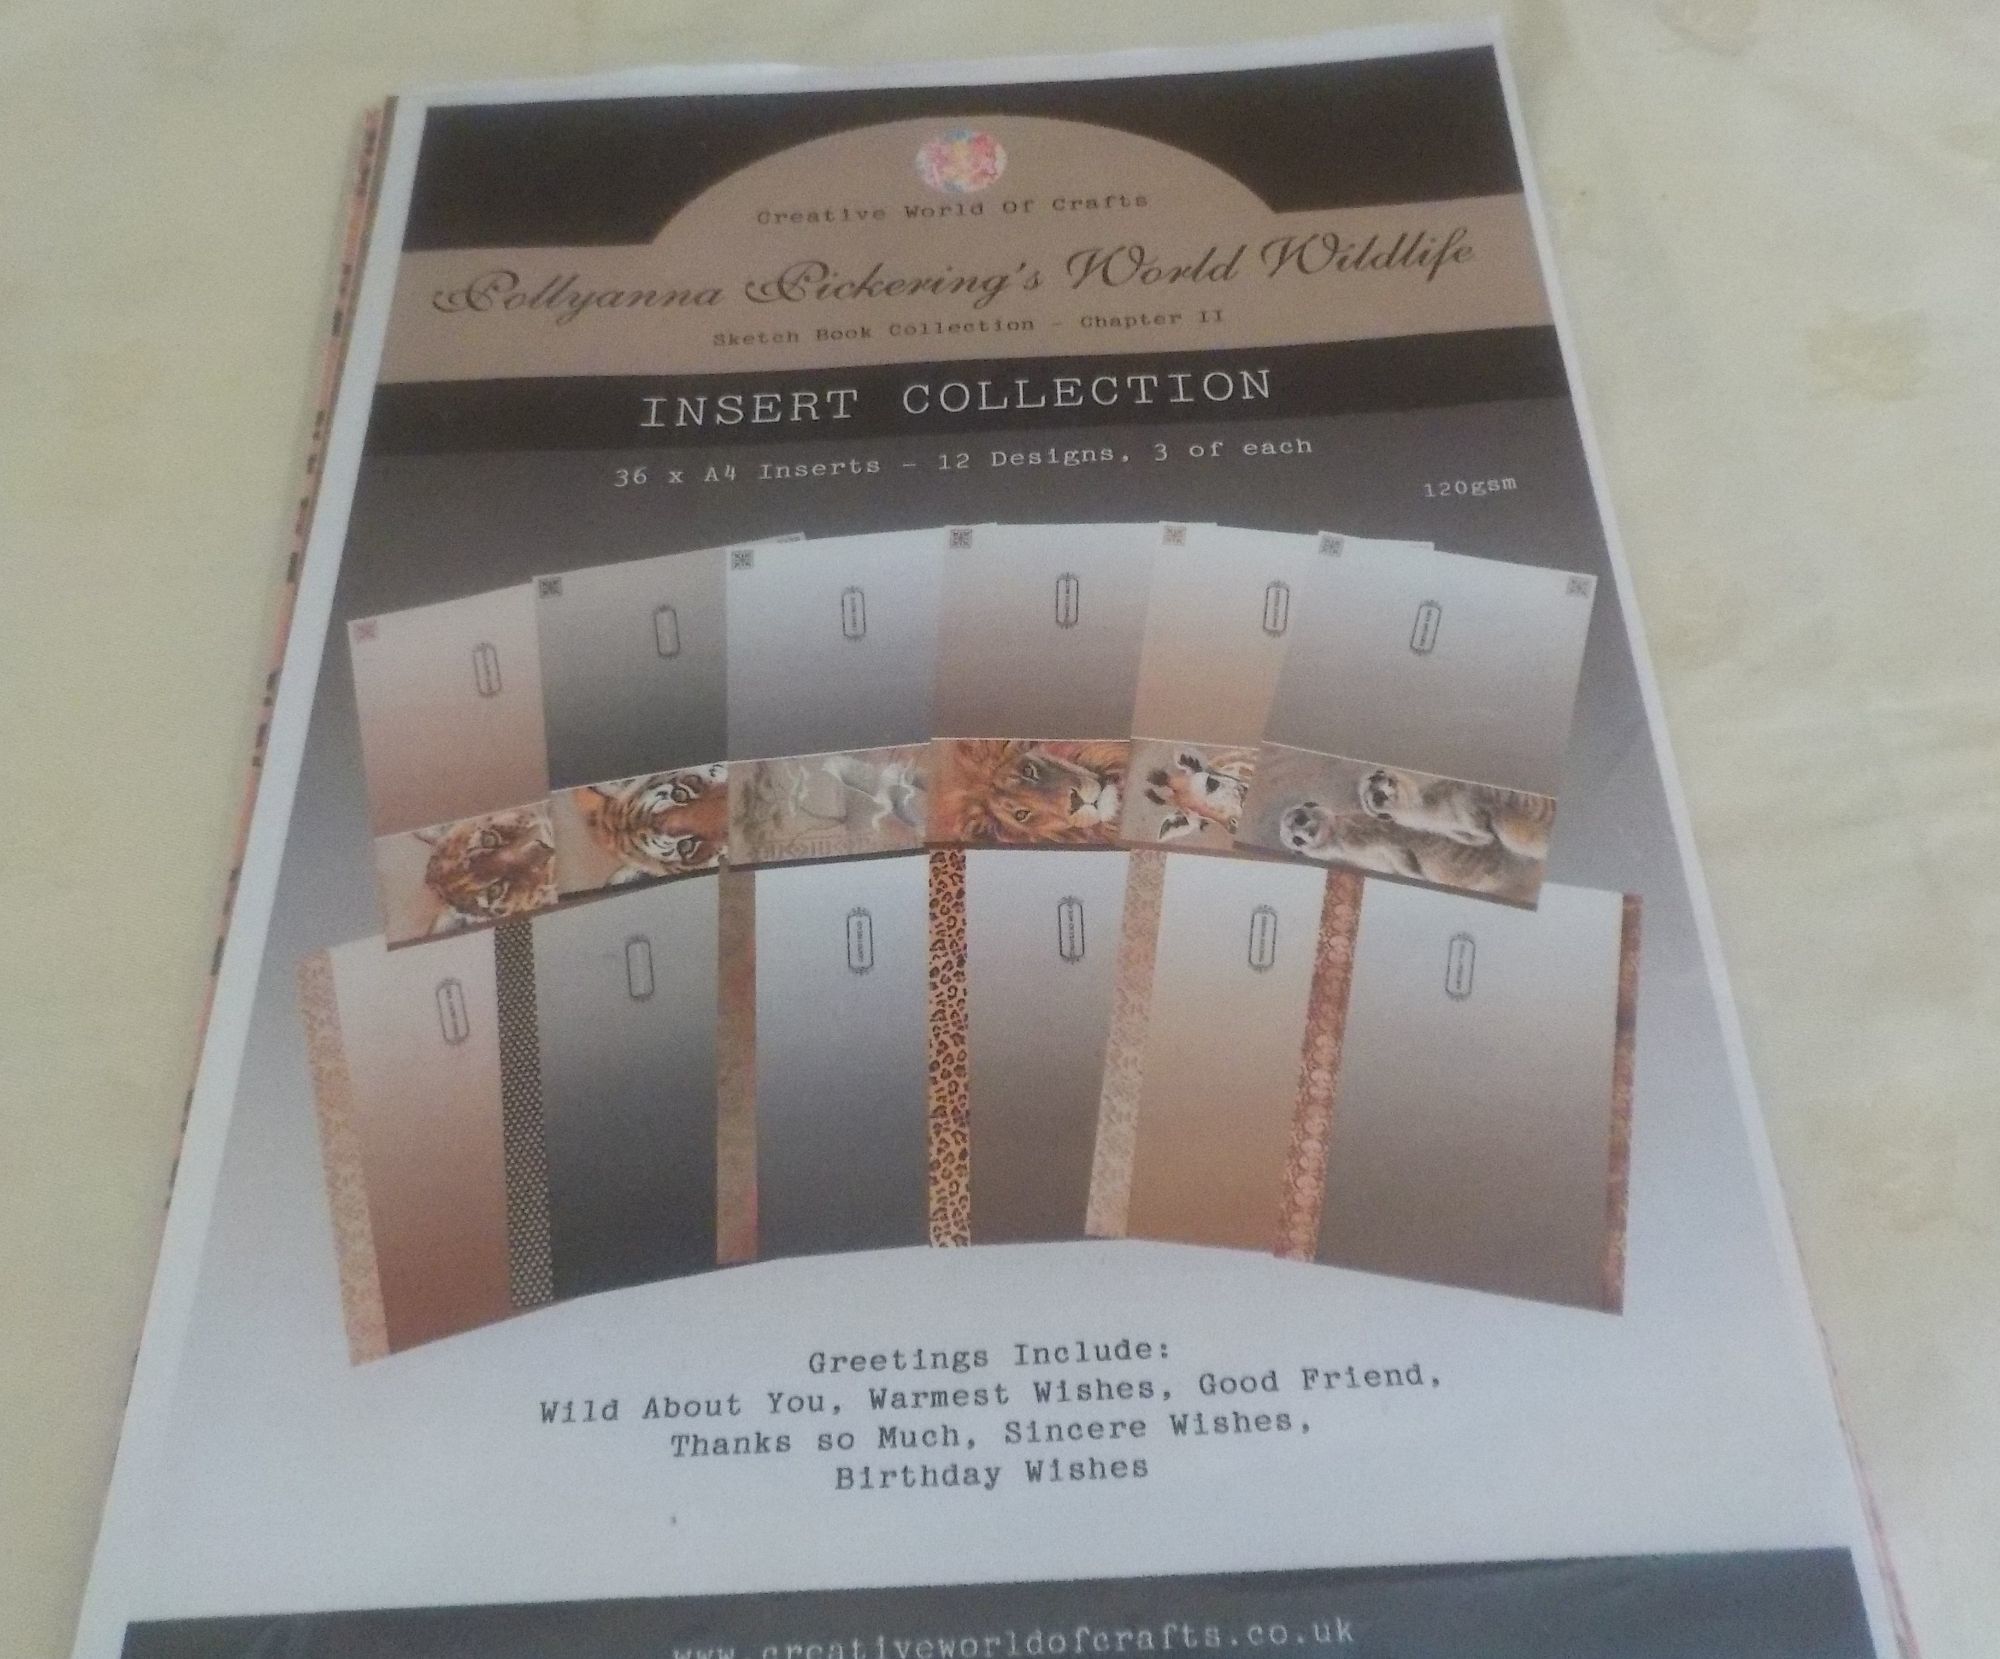 Creative World Of Crafts
Pollyanna Pickering's World Wildlife
Sketch Book Collection - Chapter II
INSERT COLLECTION
36 x A4 Inserts - 12 Designs, 3 of each
120gsm
Greetings Include:
Wild About You, Warmest Wishes, Good Friend,
Thanks so Much, Sincere Wishes,
Birthday Wishes
www.creativeworldofcrafts.co.uk